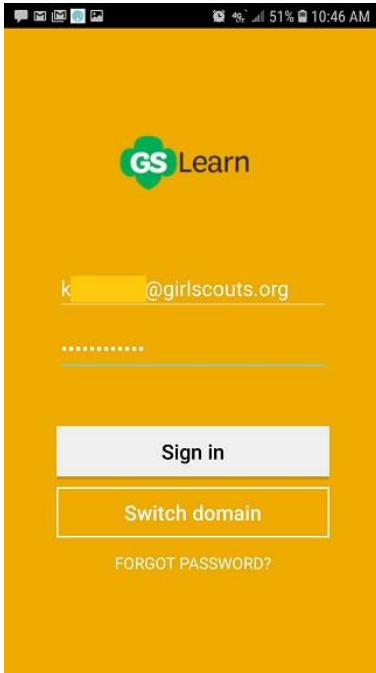 51% 10:46 AM
GS Learn
k @girlscouts.org
Sign in
Switch domain
FORGOT PASSWORD?